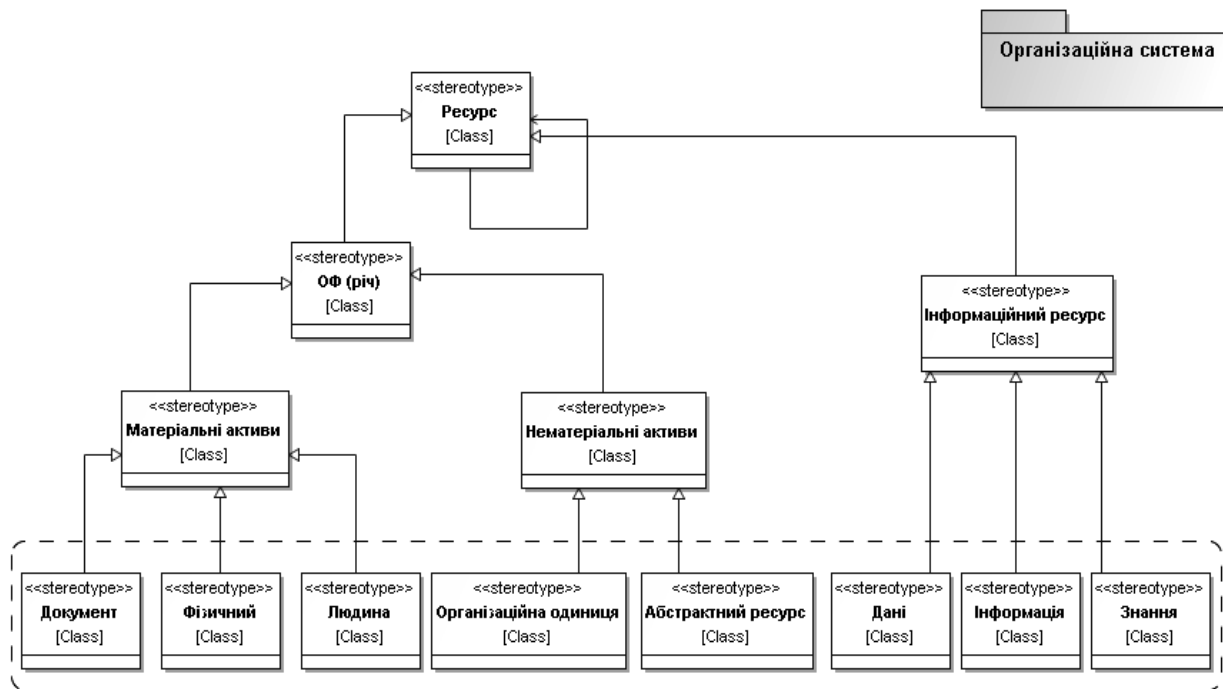 Організаційна система
<<stereotype>>
Ресурс
[Class]
<<stereotype>>
ОФ (річ)
[Class]
<<stereotype>>
Інформаційний ресурс
[Class]
<<stereotype>>
Матеріальні активи
[Class]
<<stereotype>>
Нематеріальні активи
[Class]
<<stereotype>>
Документ
[Class]
<<stereotype>>
Фізичний
[Class]
<<stereotype>>
Людина
[Class]
<<stereotype>>
Організаційна одиниця
[Class]
<<stereotype>>
Абстрактний ресурс
[Class]
<<stereotype>>
Дані
[Class]
<<stereotype>>
Інформація
[Class]
<<stereotype>>
Знання
[Class]